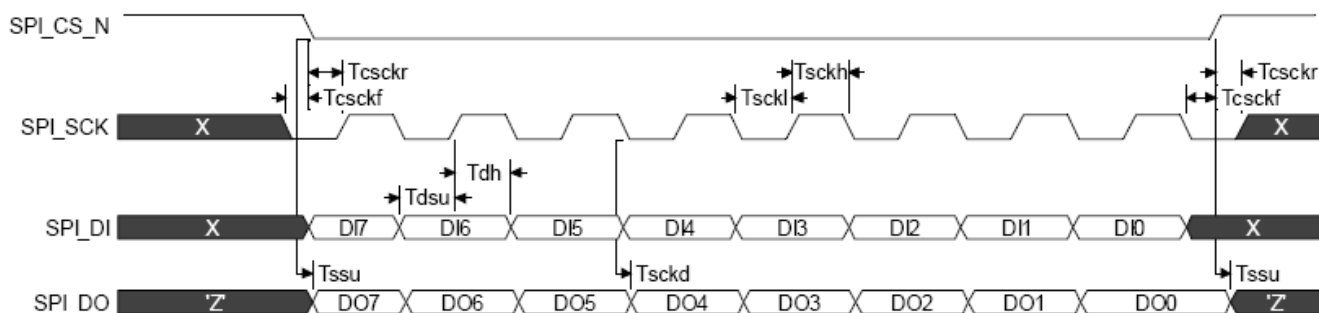 SPI_CS_N
Tcsckr Tsckh Tcsckr
Tcsckf Tsckl Tcsckf
SPI_SCK X X
Tdh
Tdsu
SPI_DI X DI7 DI6 DI5 DI4 DI3 DI2 DI1 DI0 X
Tssu Tsckd Tssu
SPI_DO 'Z' DO7 DO6 DO5 DO4 DO3 DO2 DO1 DO0 'Z'